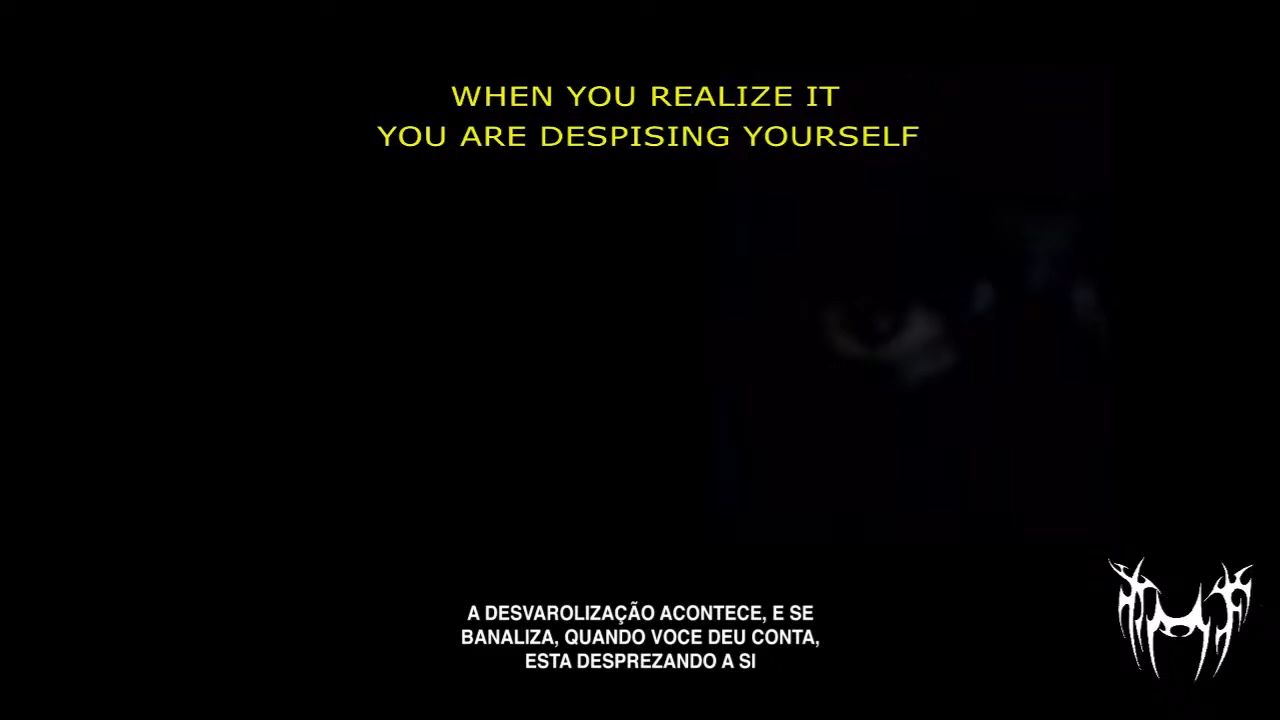 WHEN YOU REALIZE IT
YOU ARE DESPISING YOURSELF
A DESVAROLIZAÇÃO ACONTECE, E SE
BANALIZA, QUANDO VOCE DEU CONTA,
ESTA DESPREZANDO A SI